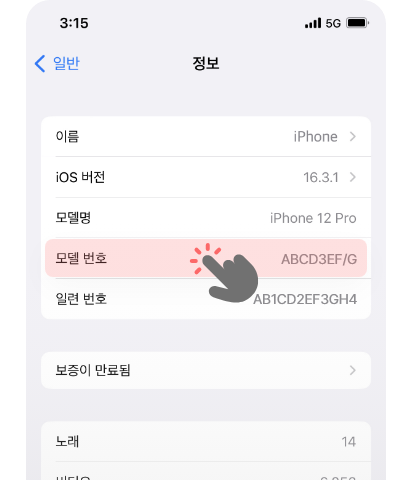 3:15 5G
일반 정보
이름 iPhone
iOS 버전 16.3.1
모델명 iPhone 12 Pro
모델 번호 ABCD3EF/G
일련 번호 AB1CD2EF3GH4
보증이 만료됨
노래 14